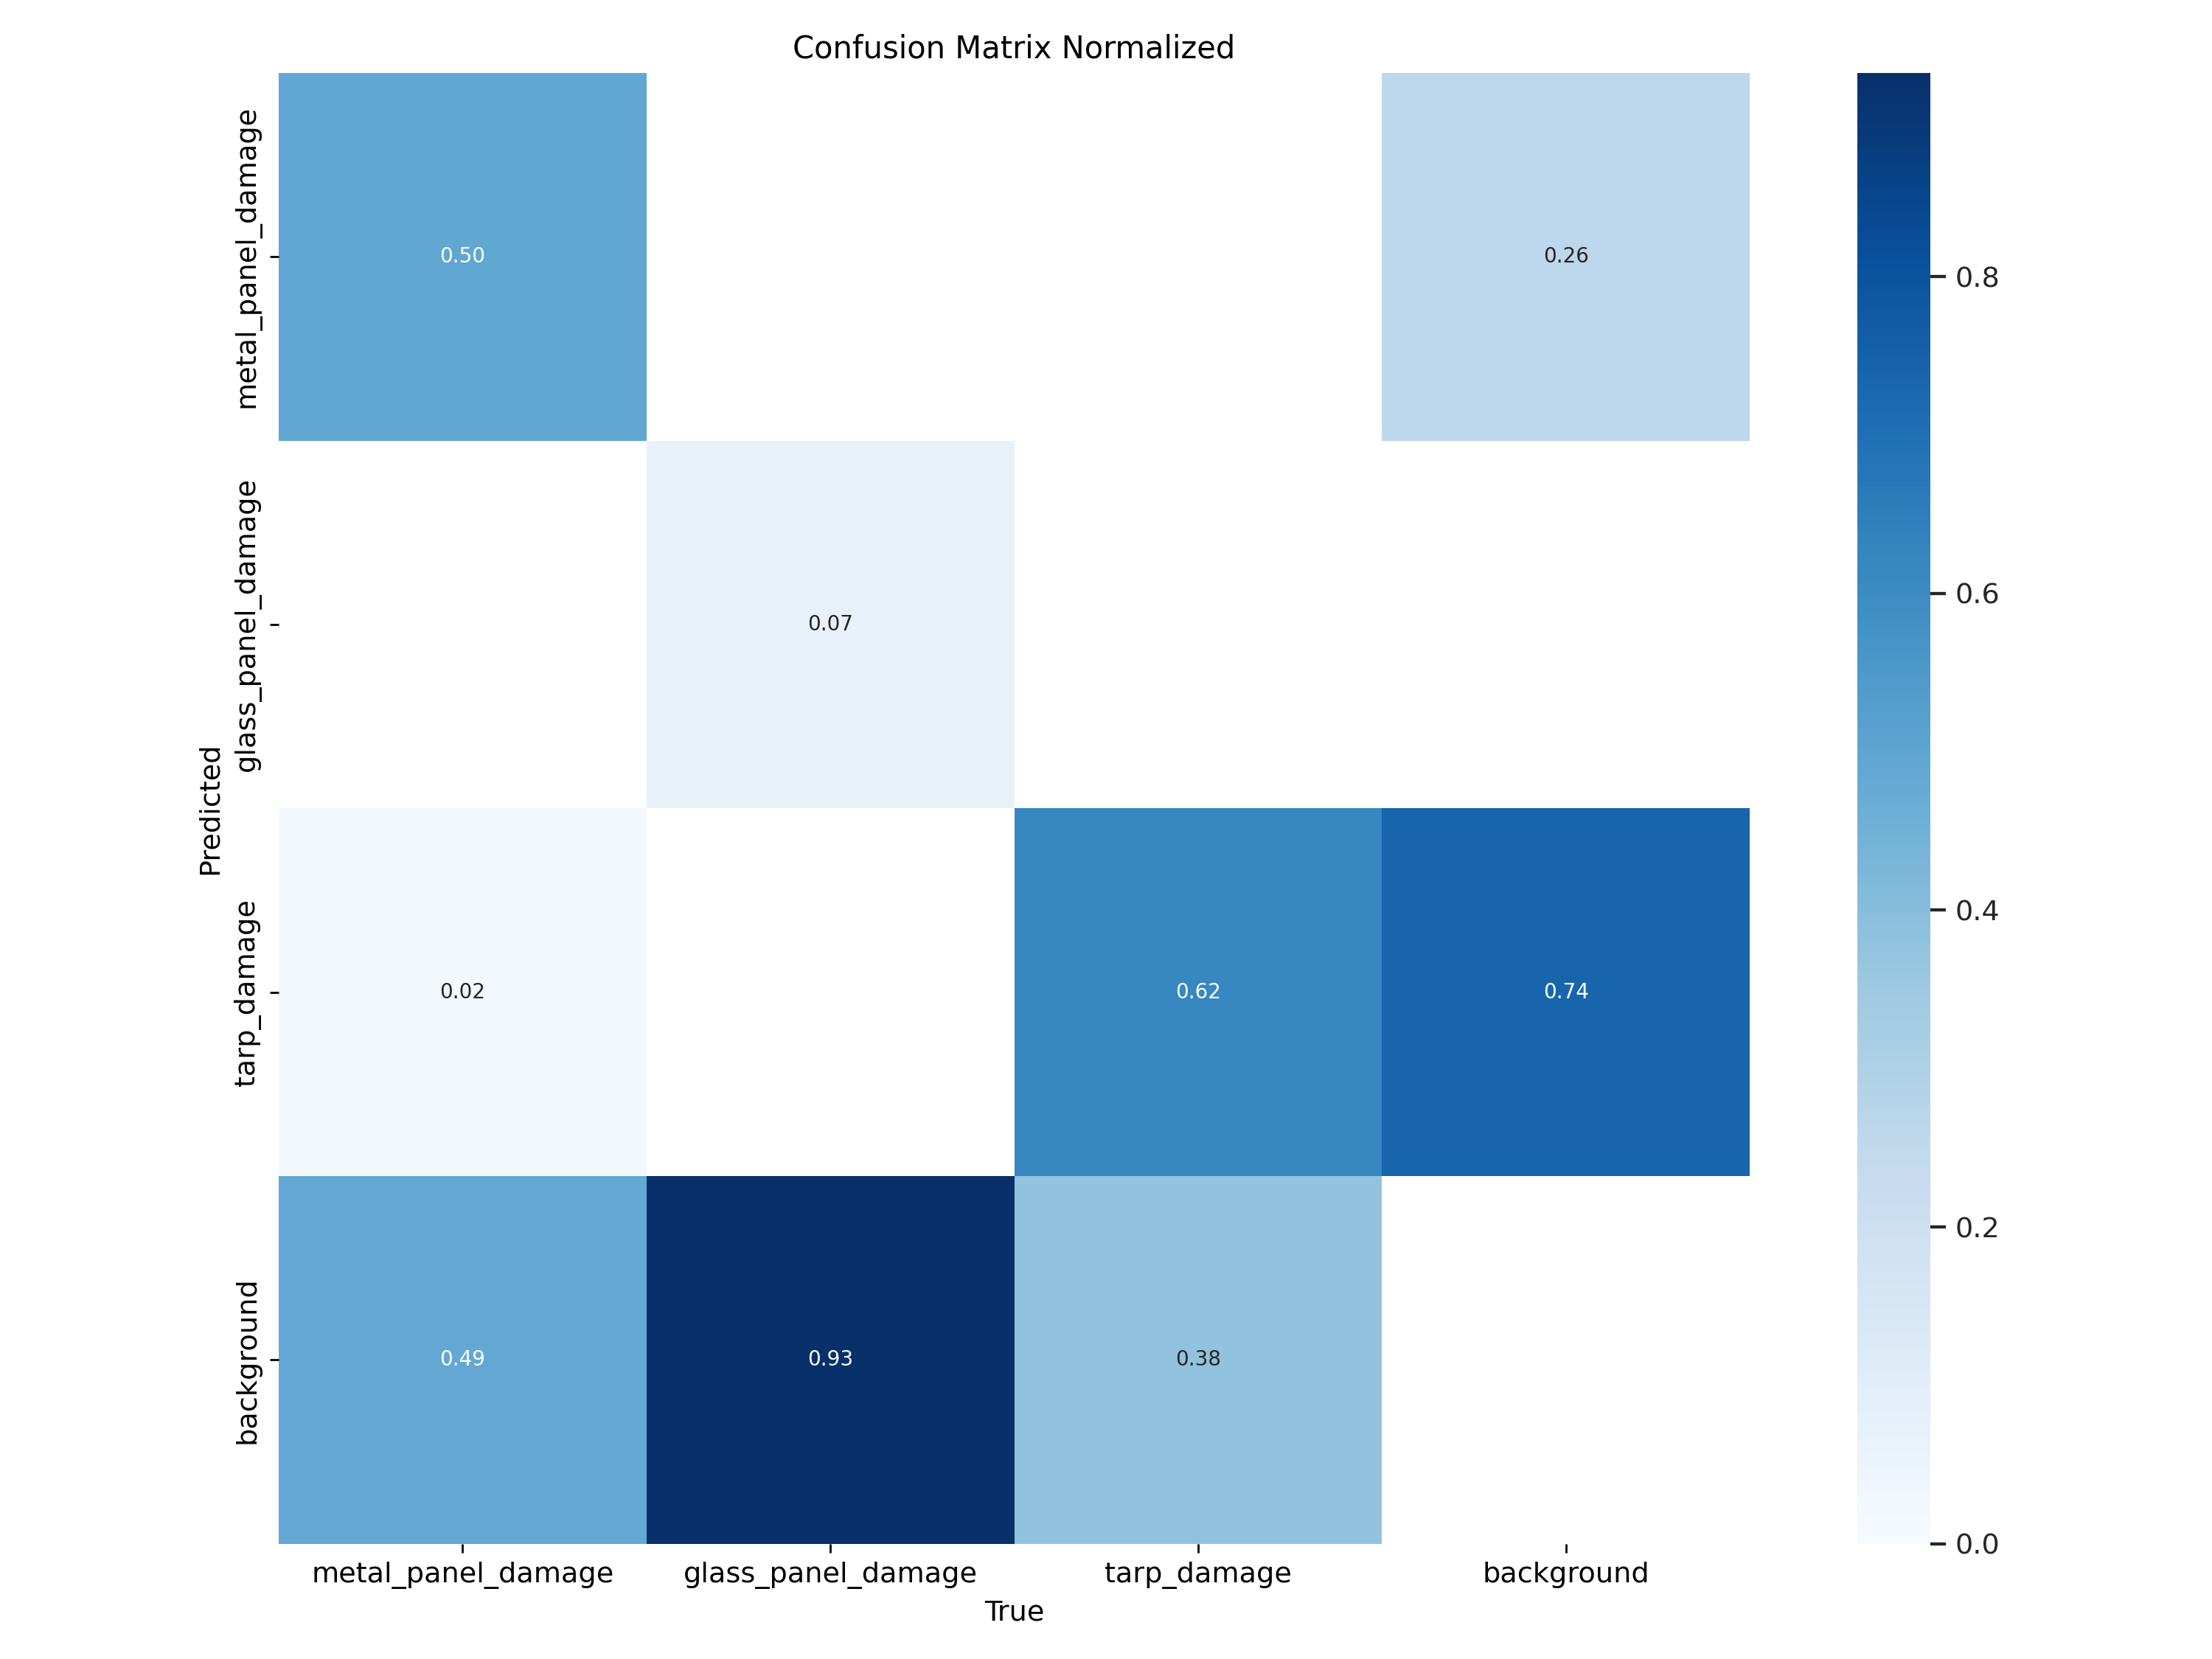 Confusion Matrix Normalized
Predicted
metal_panel_damage
glass_panel_damage
tarp_damage
background
0.50
0.26
0.07
0.02
0.62
0.74
0.49
0.93
0.38
metal_panel_damage
glass_panel_damage
tarp_damage
background
True
0.8
0.6
0.4
0.2
0.0